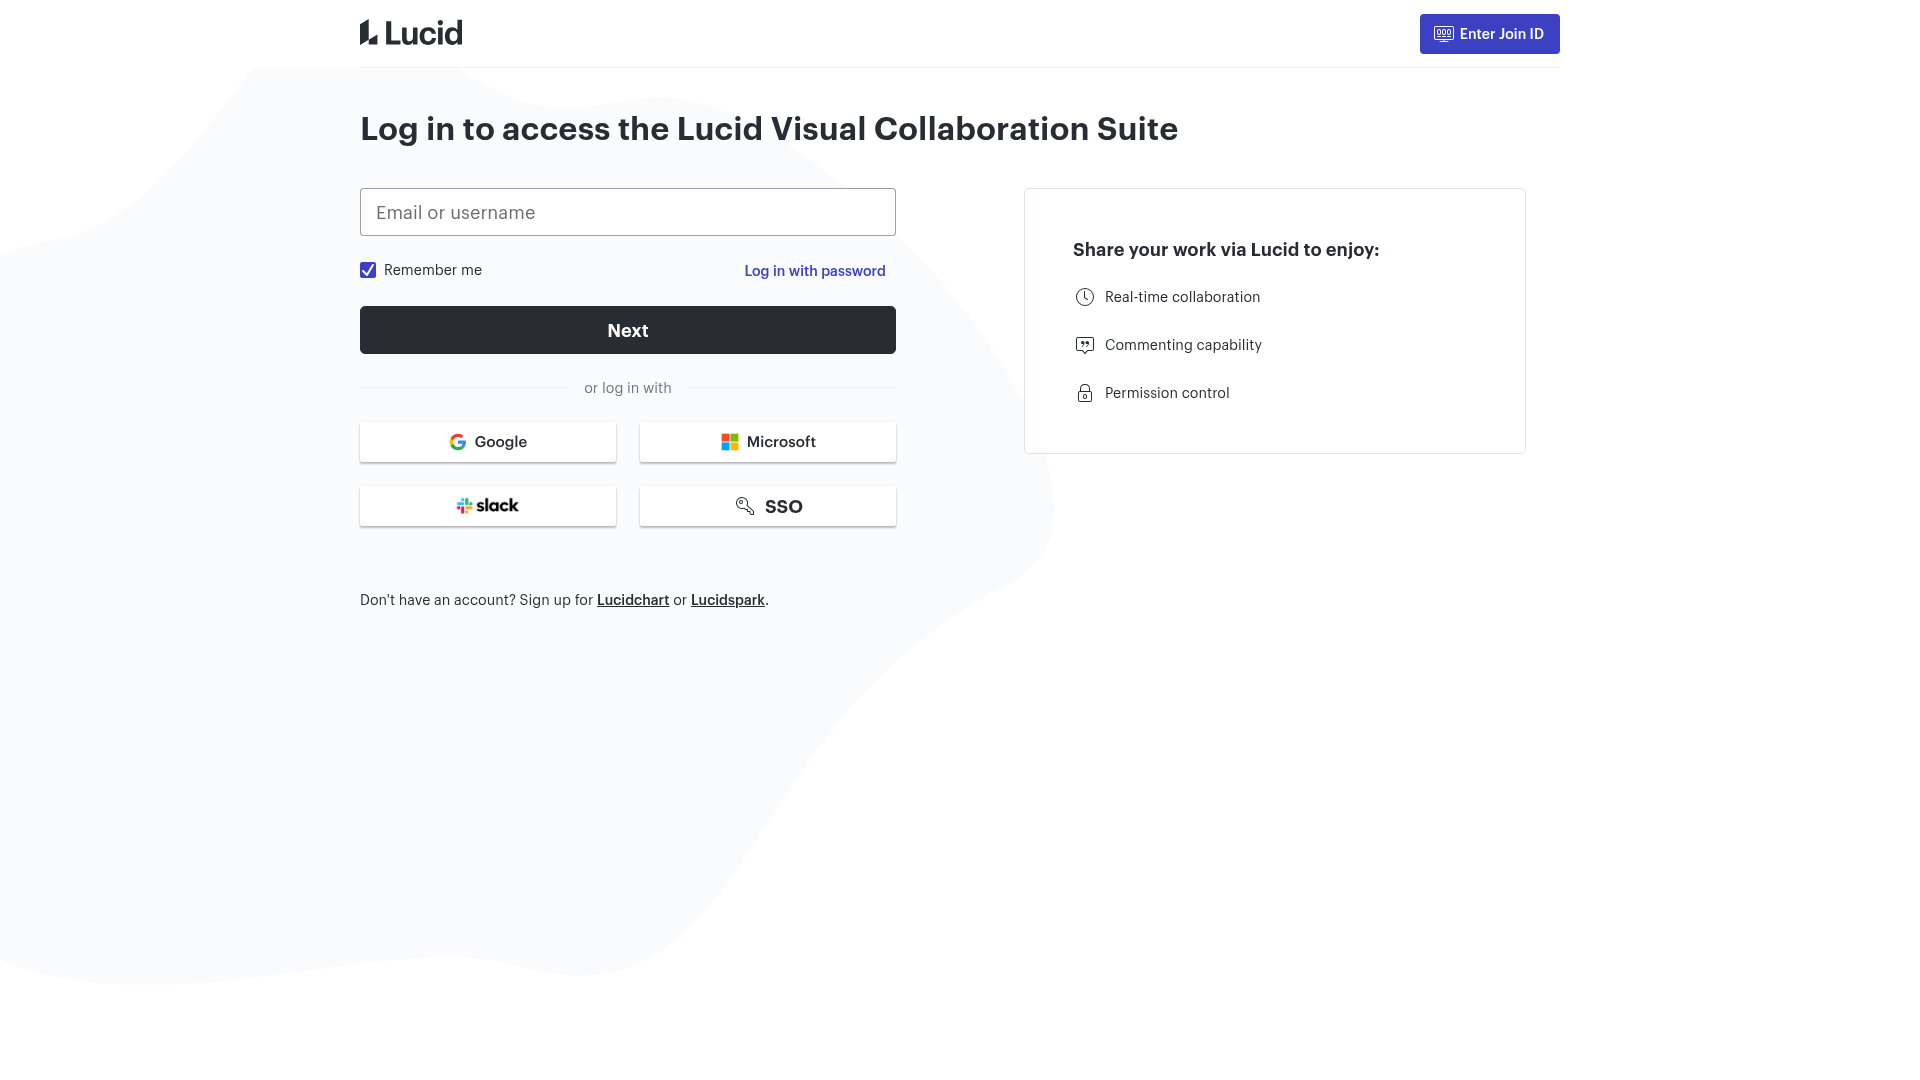 Lucid
Enter Join ID
Log in to access the Lucid Visual Collaboration Suite
Email or username
Remember me
Log in with password
Next
or log in with
Google
Microsoft
slack
SSO
Don't have an account? Sign up for Lucidchart or Lucidspark.
Share your work via Lucid to enjoy:
Real-time collaboration
Commenting capability
Permission control